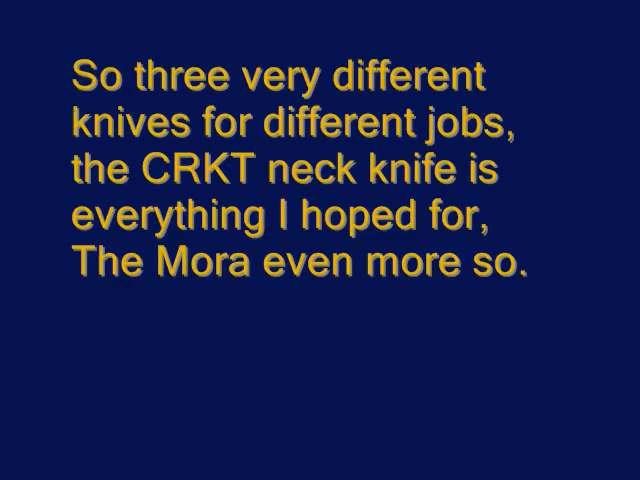 So three very different
knives for different jobs,
the CRKT neck knife is
everything I hoped for,
The Mora even more so.